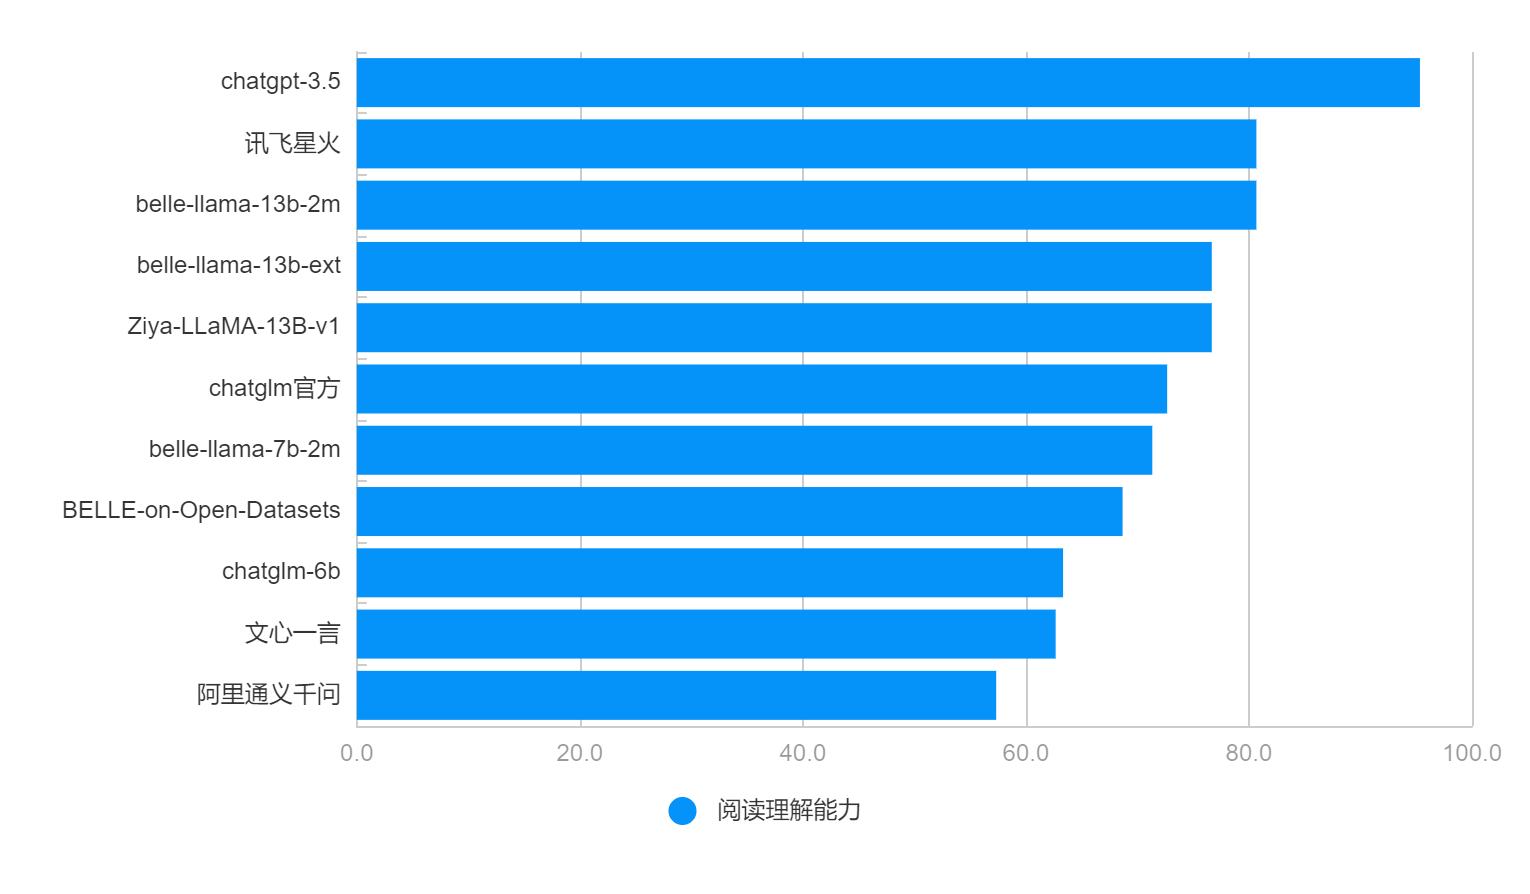 chatgpt-3.5
讯飞星火
belle-llama-13b-2m
belle-llama-13b-ext
Ziya-LLaMA-13B-v1
chatglm官方
belle-llama-7b-2m
BELLE-on-Open-Datasets
chatglm-6b
文心一言
阿里通义千问
0.0 20.0 40.0 60.0 80.0 100.0
阅读理解能力